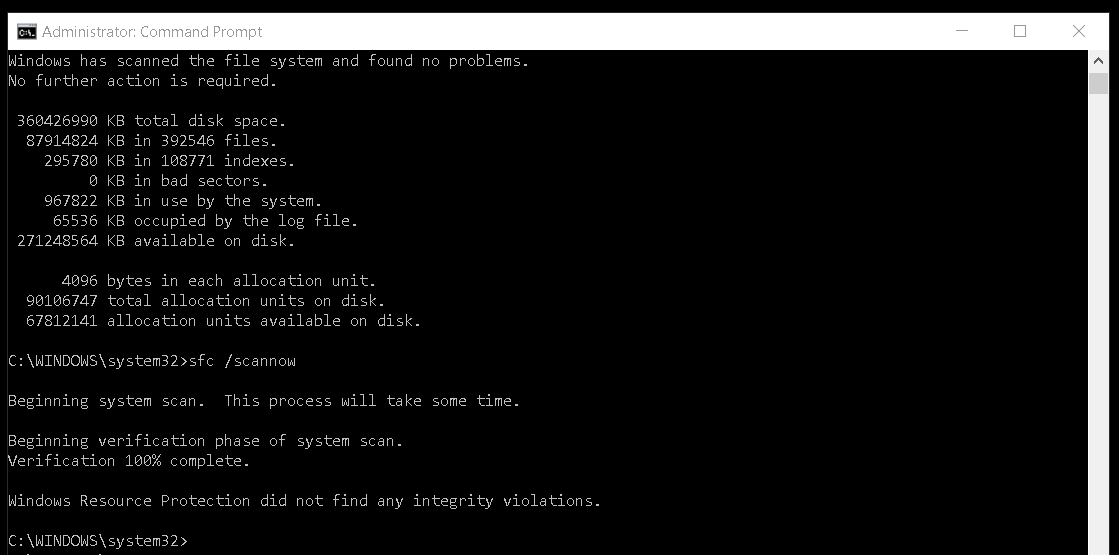 Administrator: Command Prompt
Windows has scanned the file system and found no problems.
No further action is required.
360426990 KB total disk space.
87914824 KB in 392546 files.
295780 KB in 108771 indexes.
0 KB in bad sectors.
967822 KB in use by the system.
65536 KB occupied by the log file.
271248564 KB available on disk.
4096 bytes in each allocation unit.
90106747 total allocation units on disk.
67812141 allocation units available on disk.
C:\WINDOWS\system32>sfc /scannow
Beginning system scan.  This process will take some time.
Beginning verification phase of system scan.
Verification 100% complete.
Windows Resource Protection did not find any integrity violations.
C:\WINDOWS\system32>